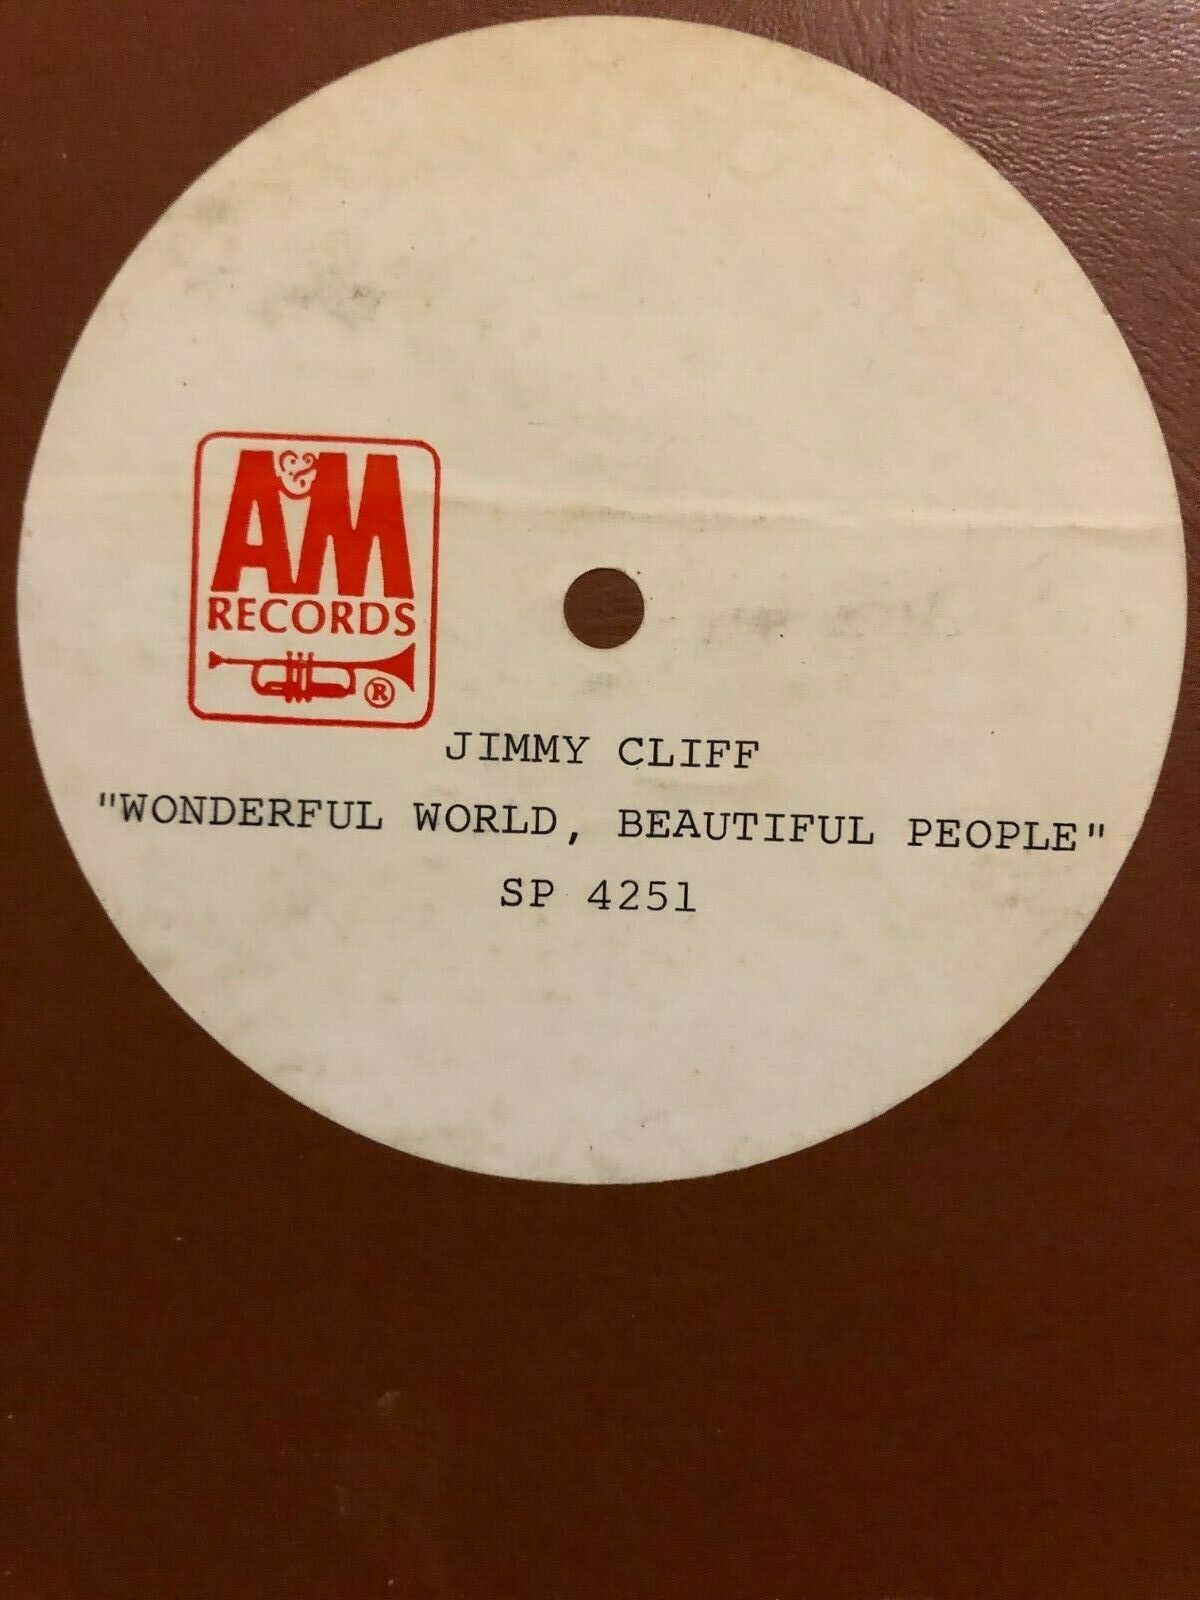 A&M
RECORDS
®
JIMMY CLIFF
"WONDERFUL WORLD, BEAUTIFUL PEOPLE"
SP 4251